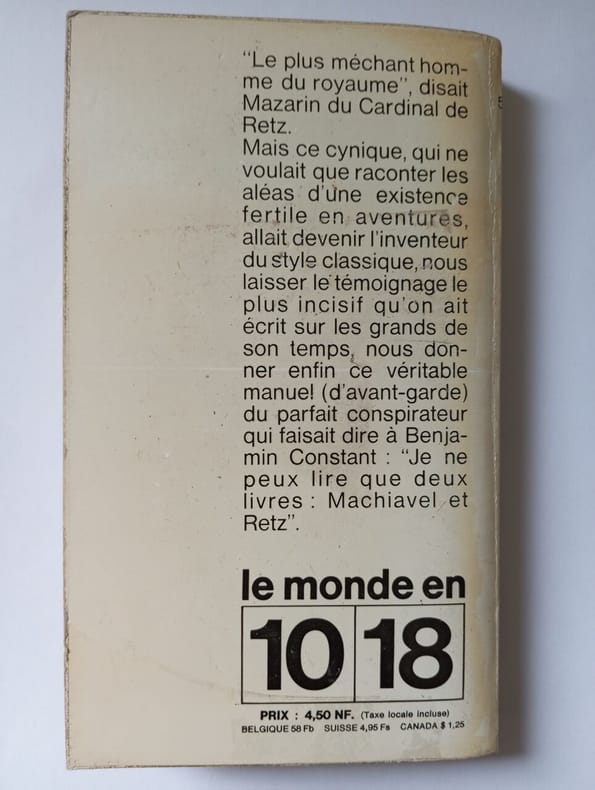 “Le plus méchant hom-
me du royaume”, disait
Mazarin du Cardinal de
Retz.
Mais ce cynique, qui ne
voulait que raconter les
aléas d’une existence
fertile en aventures,
allait devenir l’inventeur
du style classique, nous
laisser le témoignage le
plus incisif qu’on ait
écrit sur les grands de
son temps, nous don-
ner enfin ce véritable
manuel (d’avant-garde)
du parfait conspirateur
qui faisait dire à Benja-
min Constant : “Je ne
peux lire que deux
livres : Machiavel et
Retz”.
le monde en
10 18
PRIX : 4,50 NF. (Taxe locale incluse)
BELGIQUE 58 Fb SUISSE 4,95 Fs CANADA $ 1,25